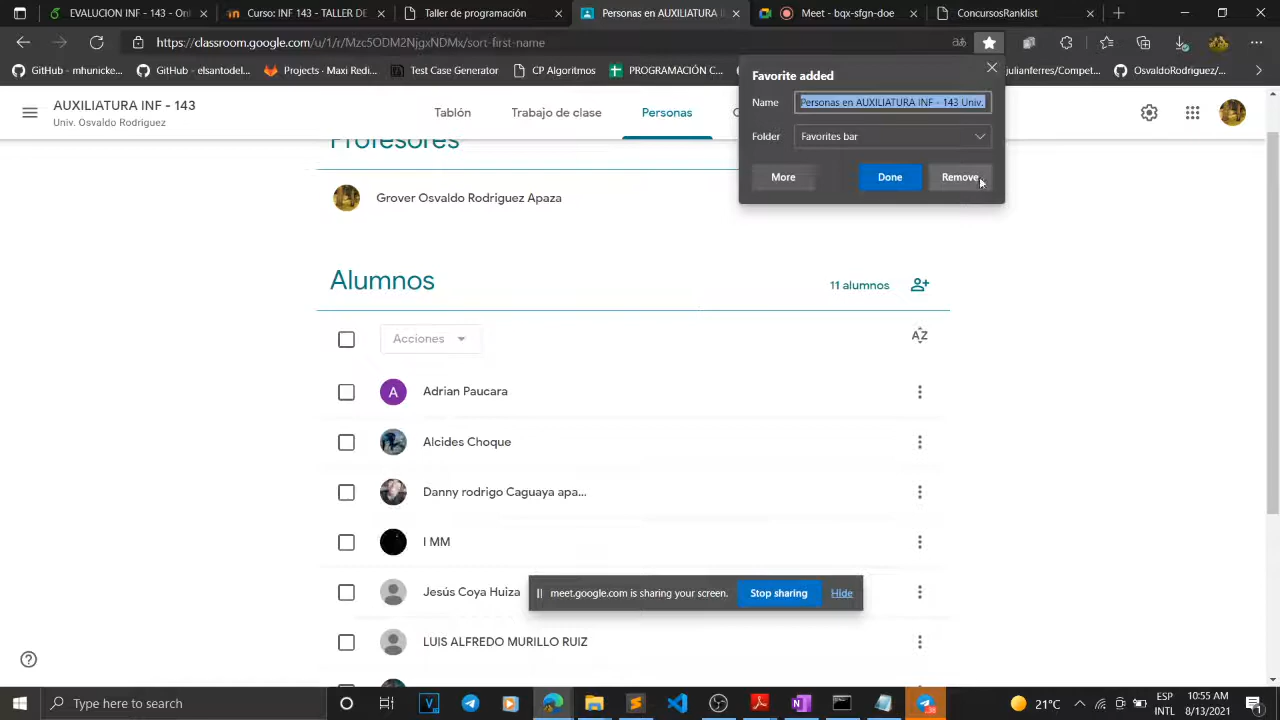 EVALUACION INF - 143 - Onl
Curso: INF - 143 TALLER DE
Taller de programación
Personas en AUXILIATURA IN
Meet - bqx-sfgn-doe
ConcursosRanklist
https://classroom.google.com/u/1/r/Mzc5ODM2NjgxNDMx/sort-first-name
GitHub - mhunicke...
GitHub - elsantodel...
Projects · Maxi Redi...
Test Case Generator
CP Algoritms
PROGRAMACIÓN ...
julianferres/Compet...
OsvaldoRodriguez/...
Favorite added
Name
Personas en AUXILIATURA INF - 143 Univ.
Folder
Favorites bar
More
Done
Remove
AUXILIATURA INF - 143
Univ. Osvaldo Rodriguez
Tablón
Trabajo de clase
Personas
Profesores
Grover Osvaldo Rodríguez Apaza
Alumnos
11 alumnos
Acciones
AZ
A
Adrian Paucara
Alcides Choque
Danny rodrigo Caguaya apa...
I MM
Jesús Coya Huiza
meet.google.com is sharing your screen.
Stop sharing
Hide
LUIS ALFREDO MURILLO RUIZ
Type here to search
21°C
ESP
INTL
10:55 AM
8/13/2021